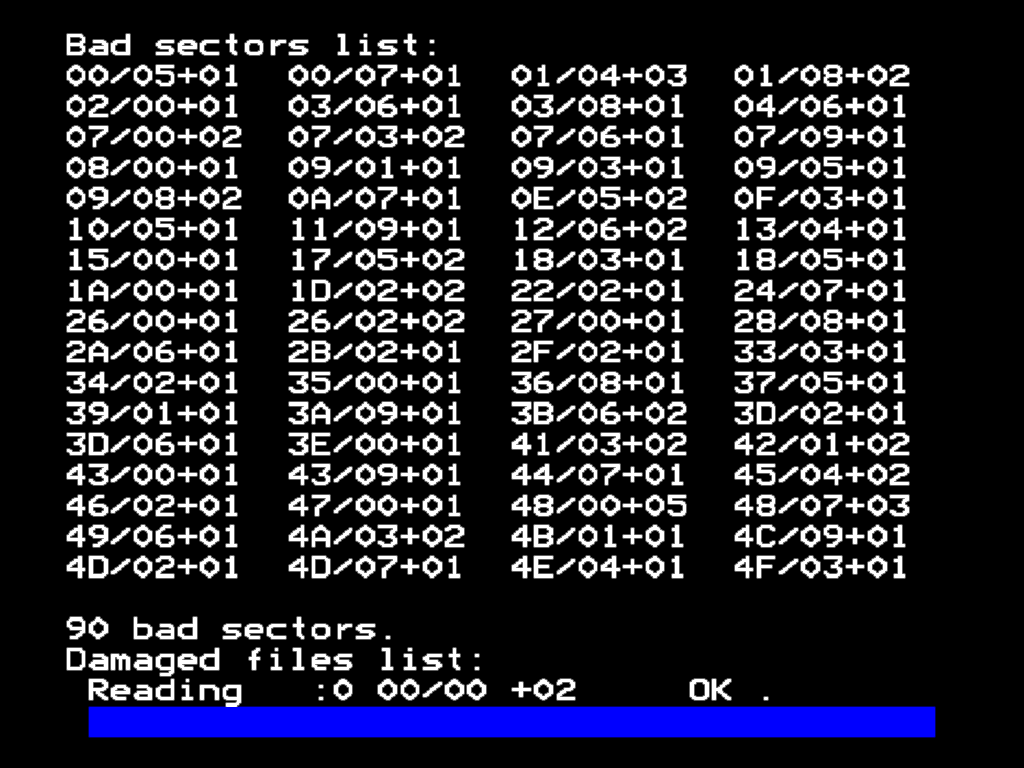 Bad sectors list:
00/05+01  00/07+01  01/04+03  01/08+02
02/00+01  03/06+01  03/08+01  04/06+01
07/00+02  07/03+02  07/06+01  07/09+01
08/00+01  09/01+01  09/03+01  09/05+01
09/08+02  0A/07+01  0E/05+02  0F/03+01
10/05+01  11/09+01  12/06+02  13/04+01
15/00+01  17/05+02  18/03+01  18/05+01
1A/00+01  1D/02+02  22/02+01  24/07+01
26/00+01  26/02+02  27/00+01  28/08+01
2A/06+01  2B/02+01  2F/02+01  33/03+01
34/02+01  35/00+01  36/08+01  37/05+01
39/01+01  3A/09+01  3B/06+02  3D/02+01
3D/06+01  3E/00+01  41/03+02  42/01+02
43/00+01  43/09+01  44/07+01  45/04+02
46/02+01  47/00+01  48/00+05  48/07+03
49/06+01  4A/03+02  4B/01+01  4C/09+01
4D/02+01  4D/07+01  4E/04+01  4F/03+01
90 bad sectors.
Damaged files list:
Reading   :0 00/00 +02     OK .